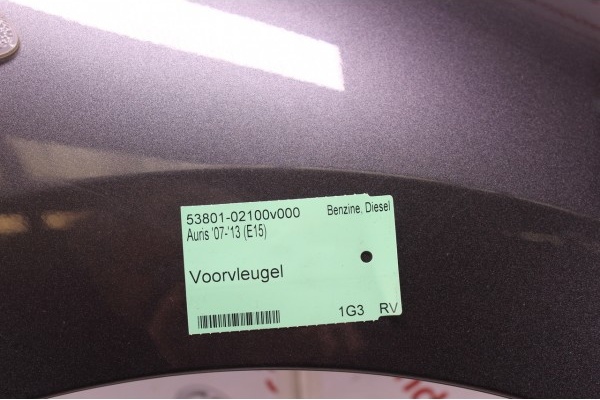 53801-02100v000 Benzine, Diesel
Auris '07-'13 (E15)
Voorvleugel
1G3 RV